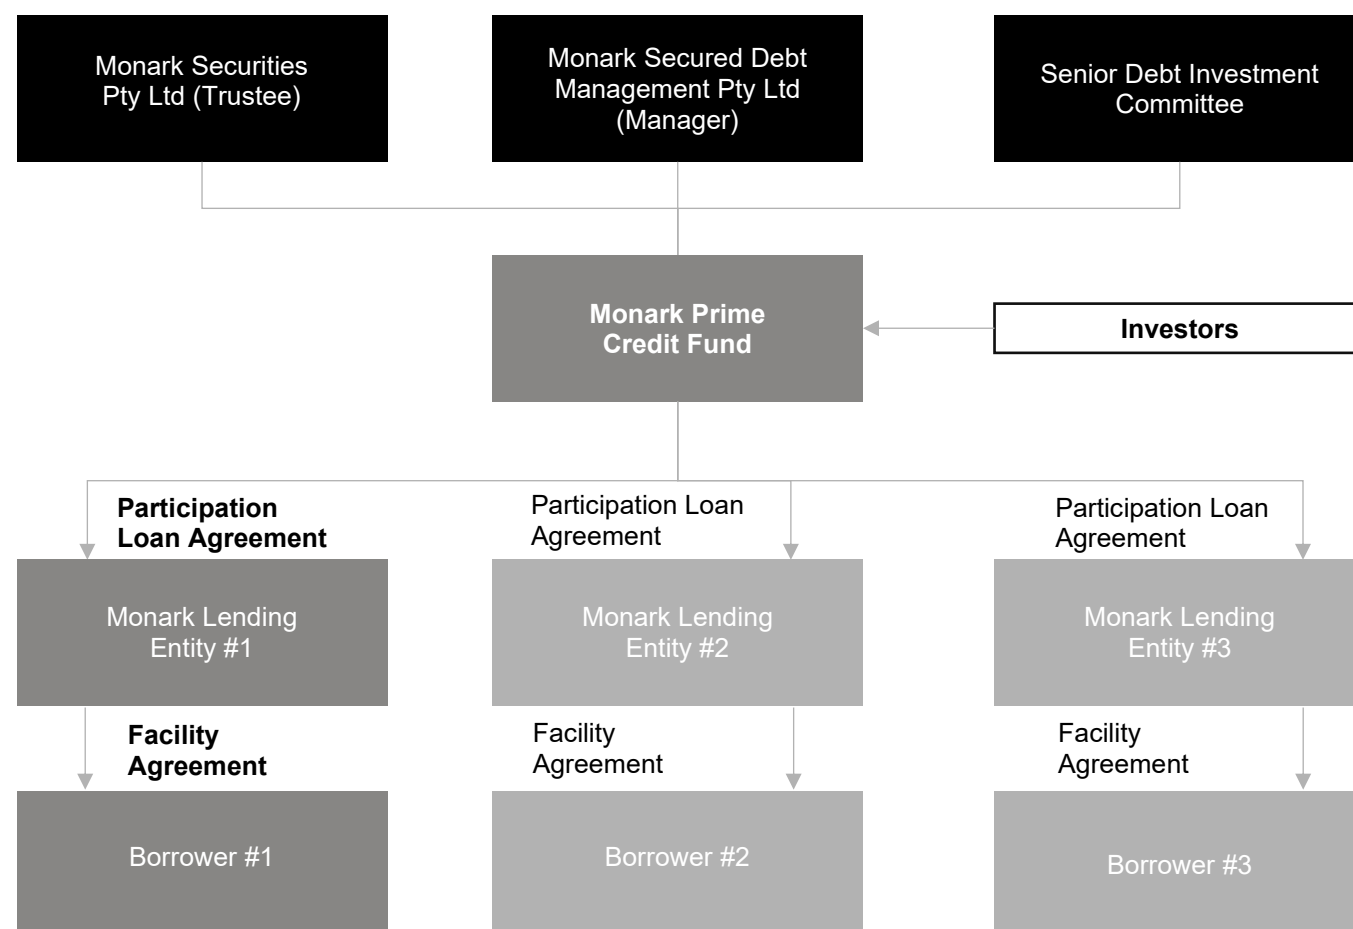 Monark Securities
Pty Ltd (Trustee)
Monark Secured Debt
Management Pty Ltd
(Manager)
Senior Debt Investment
Committee
Monark Prime
Credit Fund
Investors
Participation
Loan Agreement
Participation Loan
Agreement
Participation Loan
Agreement
Monark Lending
Entity #1
Monark Lending
Entity #2
Monark Lending
Entity #3
Facility
Agreement
Facility
Agreement
Facility
Agreement
Borrower #1
Borrower #2
Borrower #3